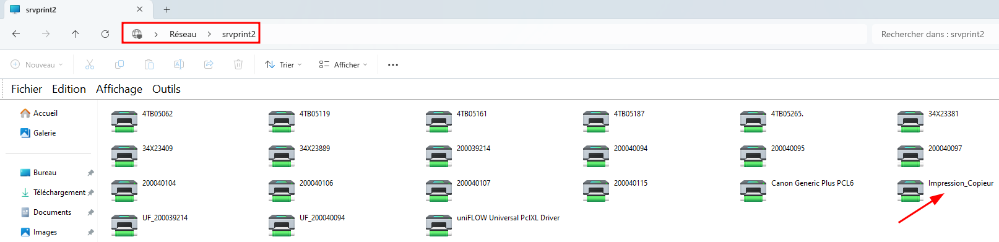 srvprint2
Réseau > srvprint2
Rechercher dans : srvprint2
Nouveau
Trier
Afficher
Fichier Edition Affichage Outils
Accueil
Galerie
Bureau
Téléchargement
Documents
Images
4TB05062 4TB05119 4TB05161 4TB05187 4TB05265. 34X23381
34X23409 34X23889 200039214 200040094 200040095 200040097
200040104 200040106 200040107 200040115 Canon Generic Plus PCL6 Impression_Copieur
UF_200039214 UF_200040094 uniFLOW Universal PclXL Driver